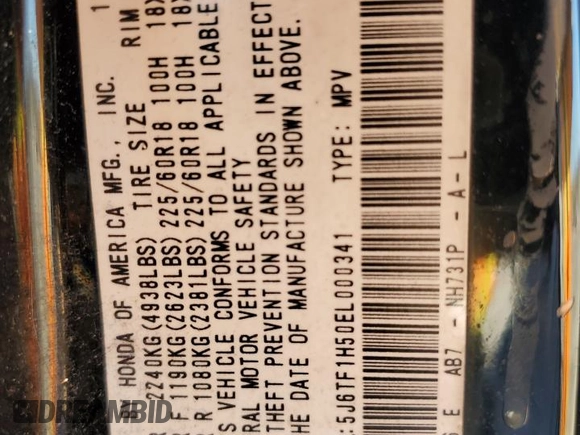 BY HONDA OF AMERICA MFG., INC. 1
2240KG(4938LBS) TIRE SIZE RIM
F 1190KG(2623LBS) 225/60R18 100H 18X
R 1080KG(2381LBS) 225/60R18 100H 18X
S VEHICLE CONFORMS TO ALL APPLICABLE
RAL MOTOR VEHICLE SAFETY
THEFT PREVENTION STANDARDS IN EFFECT
HE DATE OF MANUFACTURE SHOWN ABOVE.
: 5J6TF1H50EL000341 TYPE: MPV
S E AB7 - NH731P - A - L
DREAMBID